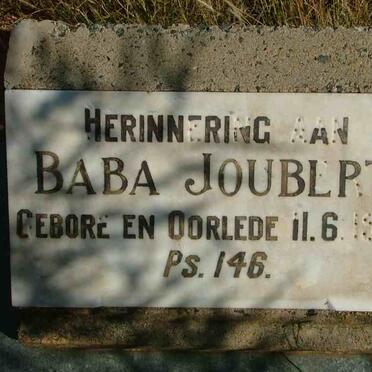 HERINNERING AAN
BABA JOUBERT
GEBORE EN OORLEDE 11.6.
PS. 146.